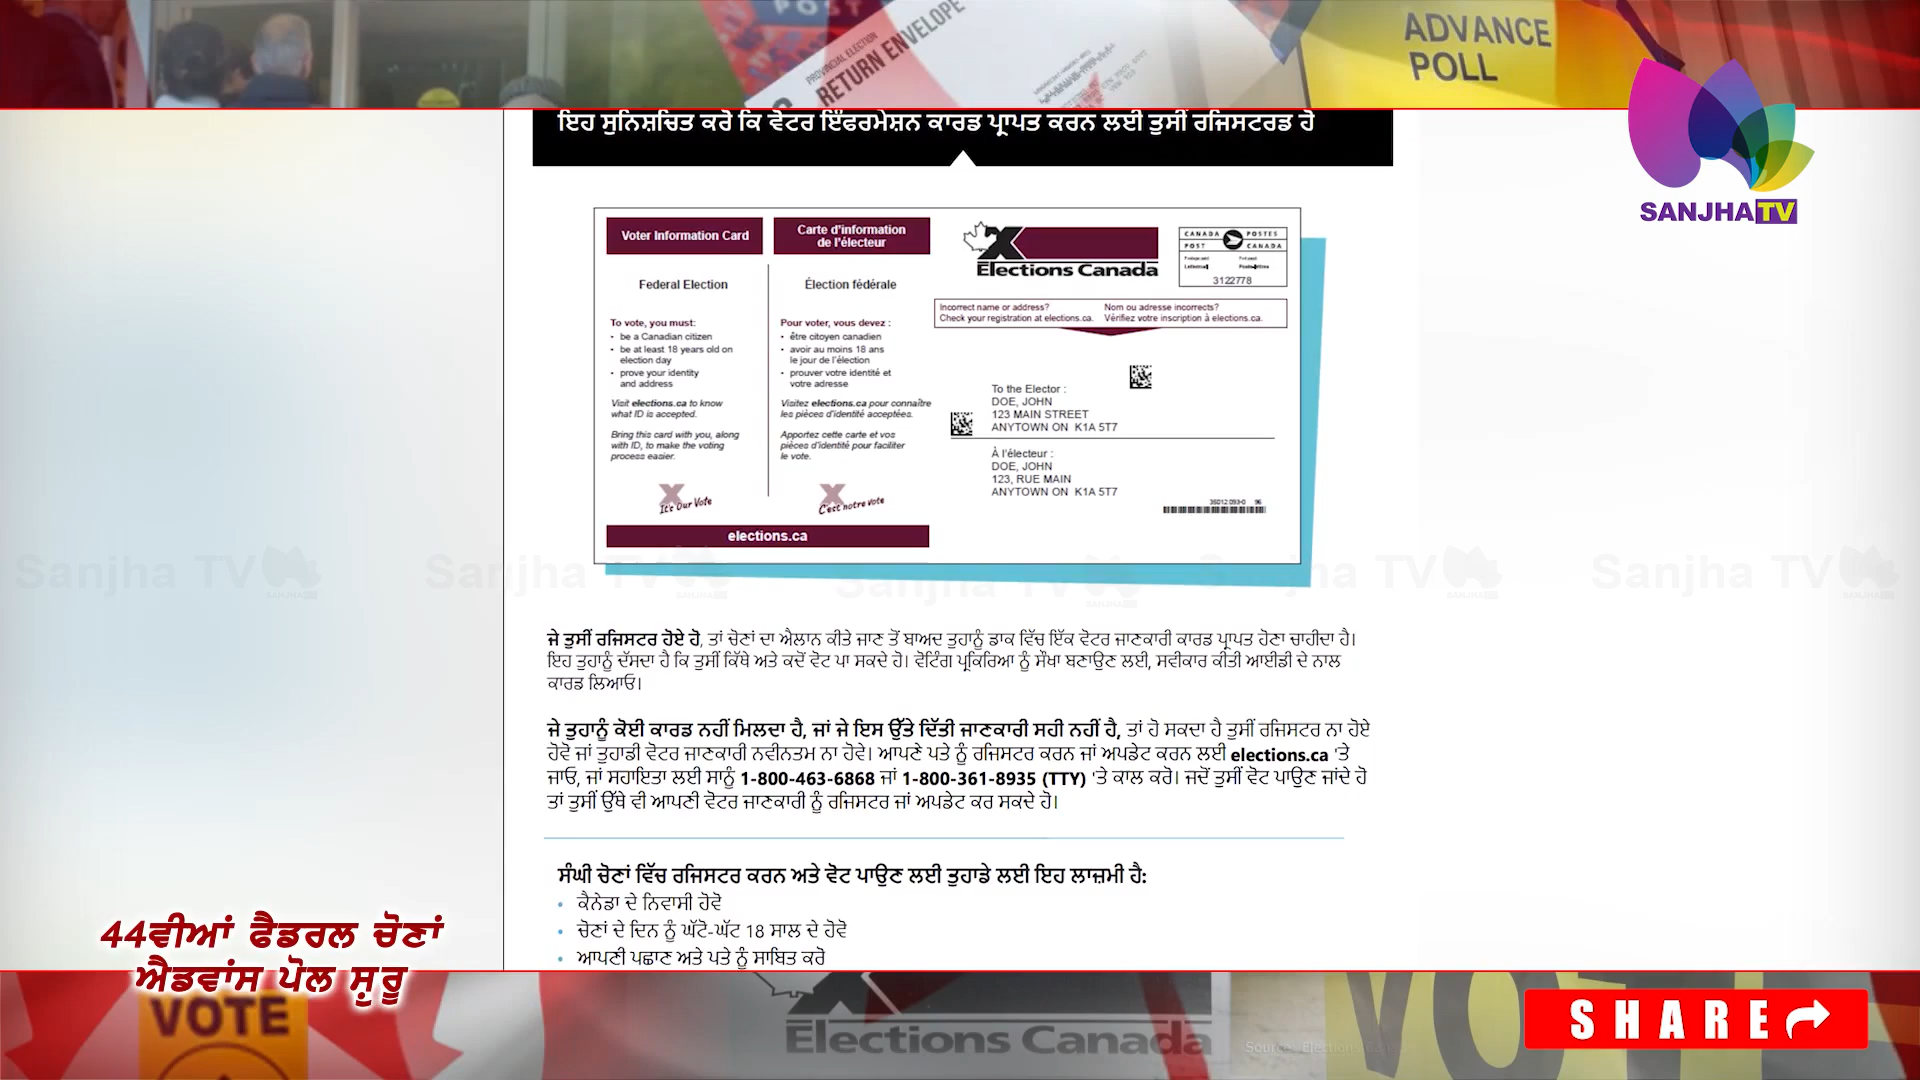 PROVINCIAL ELECTION
RETURN ENVELOPE
ADVANCE
POLL
SANJHA TV
ਇਹ ਸੁਨਿਸ਼ਚਿਤ ਕਰੋ ਕਿ ਵੋਟਰ ਇੰਫਰਮੇਸ਼ਨ ਕਾਰਡ ਪ੍ਰਾਪਤ ਕਰਨ ਲਈ ਤੁਸੀਂ ਰਜਿਸਟਰਡ ਹੋ
Voter Information Card
Federal Election
To vote, you must:
• be a Canadian citizen
• be at least 18 years old on
election day
• prove your identity
and address
Visit elections.ca to know
what ID is accepted.
Bring this card with you, along
with ID, to make the voting
process easier.
It's Our Vote
Carte d'information
de l'électeur
Élection fédérale
Pour voter, vous devez :
• être citoyen canadien
• avoir au moins 18 ans
le jour de l'élection
• prouver votre identité et
votre adresse
Visitez elections.ca pour connaître
les pièces d'identité acceptées.
Apportez cette carte et vos
pièces d'identité pour faciliter
le vote.
C'est notre vote
elections.ca
Elections Canada
CANADA POSTES
POST CANADA
3122778
Incorrect name or address?
Check your registration at elections.ca.
Nom ou adresse incorrects?
Vérifiez votre inscription à elections.ca.
To the Elector :
DOE, JOHN
123 MAIN STREET
ANYTOWN ON K1A 5T7
À l'électeur :
DOE, JOHN
123, RUE MAIN
ANYTOWN ON K1A 5T7
Sanjha TV
ਜੇ ਤੁਸੀਂ ਰਜਿਸਟਰ ਹੋਏ ਹੋ, ਤਾਂ ਚੋਣਾਂ ਦਾ ਐਲਾਨ ਕੀਤੇ ਜਾਣ ਤੋਂ ਬਾਅਦ ਤੁਹਾਨੂੰ ਡਾਕ ਵਿੱਚ ਇੱਕ ਵੋਟਰ ਜਾਣਕਾਰੀ ਕਾਰਡ ਪ੍ਰਾਪਤ ਹੋਣਾ ਚਾਹੀਦਾ ਹੈ।
ਇਹ ਤੁਹਾਨੂੰ ਦੱਸਦਾ ਹੈ ਕਿ ਤੁਸੀਂ ਕਿੱਥੇ ਅਤੇ ਕਦੋਂ ਵੋਟ ਪਾ ਸਕਦੇ ਹੋ। ਵੋਟਿੰਗ ਪ੍ਰਕਿਰਿਆ ਨੂੰ ਸੌਖਾ ਬਣਾਉਣ ਲਈ, ਸਵੀਕਾਰ ਕੀਤੀ ਆਈਡੀ ਦੇ ਨਾਲ
ਕਾਰਡ ਲਿਆਓ।
ਜੇ ਤੁਹਾਨੂੰ ਕੋਈ ਕਾਰਡ ਨਹੀਂ ਮਿਲਦਾ ਹੈ, ਜਾਂ ਜੇ ਇਸ ਉੱਤੇ ਦਿੱਤੀ ਜਾਣਕਾਰੀ ਸਹੀ ਨਹੀਂ ਹੈ, ਤਾਂ ਹੋ ਸਕਦਾ ਹੈ ਤੁਸੀਂ ਰਜਿਸਟਰ ਨਾ ਹੋਏ
ਹੋਵੋ ਜਾਂ ਤੁਹਾਡੀ ਵੋਟਰ ਜਾਣਕਾਰੀ ਨਵੀਨਤਮ ਨਾ ਹੋਵੇ। ਆਪਣੇ ਪਤੇ ਨੂੰ ਰਜਿਸਟਰ ਕਰਨ ਜਾਂ ਅਪਡੇਟ ਕਰਨ ਲਈ elections.ca 'ਤੇ
ਜਾਓ, ਜਾਂ ਸਹਾਇਤਾ ਲਈ ਸਾਨੂੰ 1-800-463-6868 ਜਾਂ 1-800-361-8935 (TTY) 'ਤੇ ਕਾਲ ਕਰੋ। ਜਦੋਂ ਤੁਸੀਂ ਵੋਟ ਪਾਉਣ ਜਾਂਦੇ ਹੋ
ਤਾਂ ਤੁਸੀਂ ਉੱਥੇ ਵੀ ਆਪਣੀ ਵੋਟਰ ਜਾਣਕਾਰੀ ਨੂੰ ਰਜਿਸਟਰ ਜਾਂ ਅਪਡੇਟ ਕਰ ਸਕਦੇ ਹੋ।
ਸੰਘੀ ਚੋਣਾਂ ਵਿੱਚ ਰਜਿਸਟਰ ਕਰਨ ਅਤੇ ਵੋਟ ਪਾਉਣ ਲਈ ਤੁਹਾਡੇ ਲਈ ਇਹ ਲਾਜ਼ਮੀ ਹੈ:
• ਕੈਨੇਡਾ ਦੇ ਨਿਵਾਸੀ ਹੋਵੋ
• ਚੋਣਾਂ ਦੇ ਦਿਨ ਨੂੰ ਘੱਟੋ-ਘੱਟ 18 ਸਾਲ ਦੇ ਹੋਵੋ
• ਆਪਣੀ ਪਛਾਣ ਅਤੇ ਪਤੇ ਨੂੰ ਸਾਬਿਤ ਕਰੋ
44ਵੀਆਂ ਫੈਡਰਲ ਚੋਣਾਂ
ਐਡਵਾਂਸ ਪੋਲ ਸ਼ੁਰੂ
VOTE
Elections Canada
SHARE